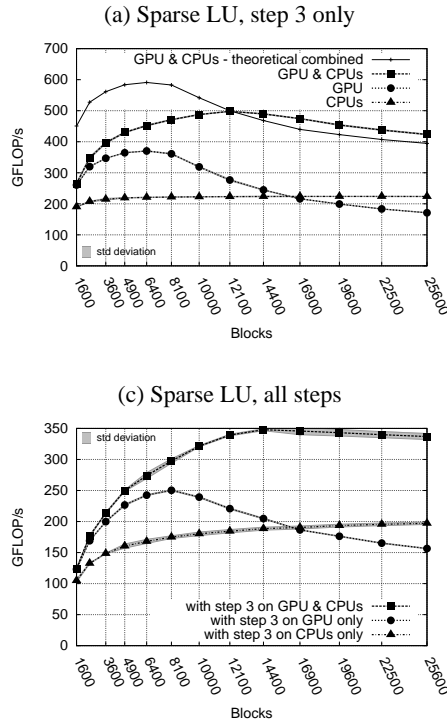 (a) Sparse LU, step 3 only
700
600
500
400
300
200
100
0
GFLOP/s
GPU & CPUs - theoretical combined
GPU & CPUs
GPU
CPUs
std deviation
1600
3600
4900
6400
8100
10000
12100
14400
16900
19600
22500
25600
Blocks
(c) Sparse LU, all steps
350
300
250
200
150
100
50
0
GFLOP/s
std deviation
with step 3 on GPU & CPUs
with step 3 on GPU only
with step 3 on CPUs only
1600
3600
4900
6400
8100
10000
12100
14400
16900
19600
22500
25600
Blocks